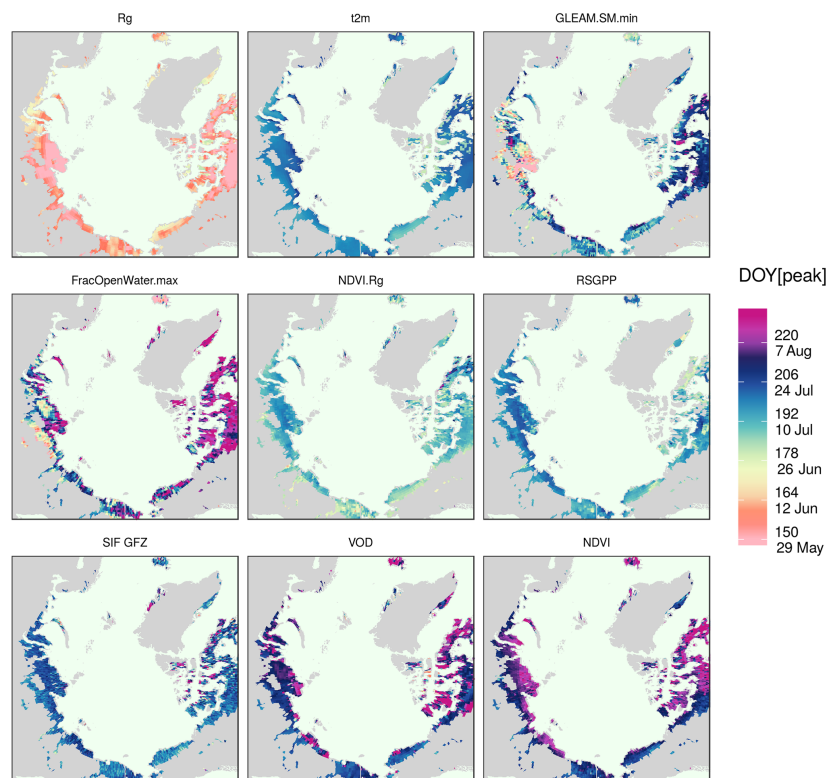 Rg
t2m
GLEAM.SM.min
FracOpenWater.max
NDVI.Rg
RSGPP
SIF GFZ
VOD
NDVI
DOY[peak]
220
7 Aug
206
24 Jul
192
10 Jul
178
26 Jun
164
12 Jun
150
29 May